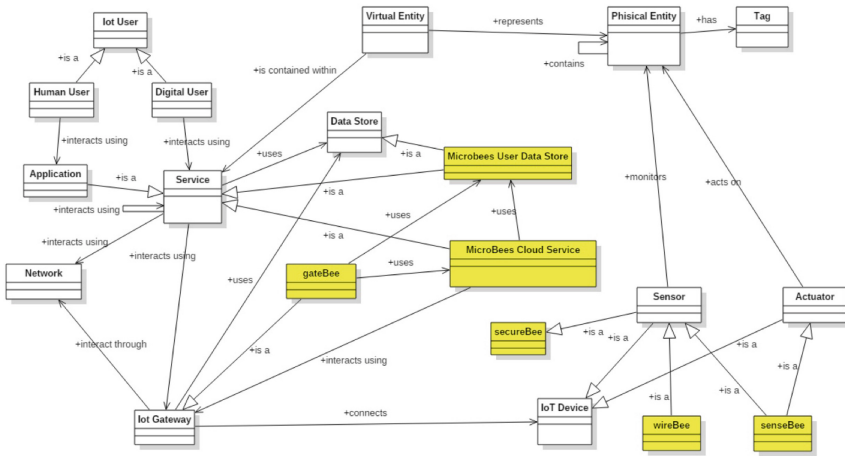 Iot User
Virtual Entity
+represents
Phisical Entity
+has
Tag
+is a
+is a
+contains
+is contained within
Human User
Digital User
Data Store
+interacts using
+interacts using
+uses
+is a
Microbees User Data Store
Application
+is a
Service
+is a
+monitors
+acts on
+interacts using
+uses
+uses
+interacts using
+interacts using
+is a
MicroBees Cloud Service
Network
gateBee
+uses
+uses
Sensor
Actuator
secureBee
+is a
+is a
+interact through
+is a
+interacts using
+is a
+is a
+is a
+is a
Iot Gateway
+connects
IoT Device
wireBee
senseBee